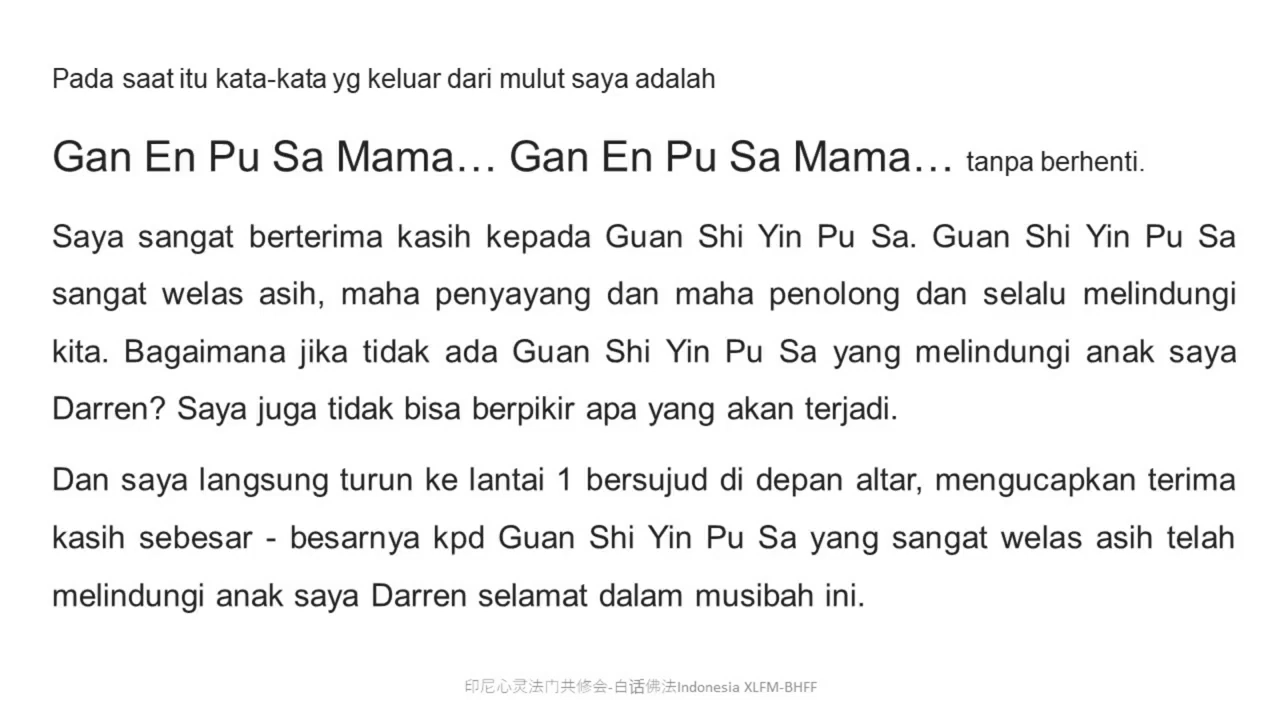 Pada saat itu kata-kata yg keluar dari mulut saya adalah
Gan En Pu Sa Mama… Gan En Pu Sa Mama… tanpa berhenti.
Saya sangat berterima kasih kepada Guan Shi Yin Pu Sa. Guan Shi Yin Pu Sa
sangat welas asih, maha penyayang dan maha penolong dan selalu melindungi
kita. Bagaimana jika tidak ada Guan Shi Yin Pu Sa yang melindungi anak saya
Darren? Saya juga tidak bisa berpikir apa yang akan terjadi.
Dan saya langsung turun ke lantai 1 bersujud di depan altar, mengucapkan terima
kasih sebesar - besarnya kpd Guan Shi Yin Pu Sa yang sangat welas asih telah
melindungi anak saya Darren selamat dalam musibah ini.
印尼心灵法门共修会-白话佛法Indonesia XLFM-BHFF